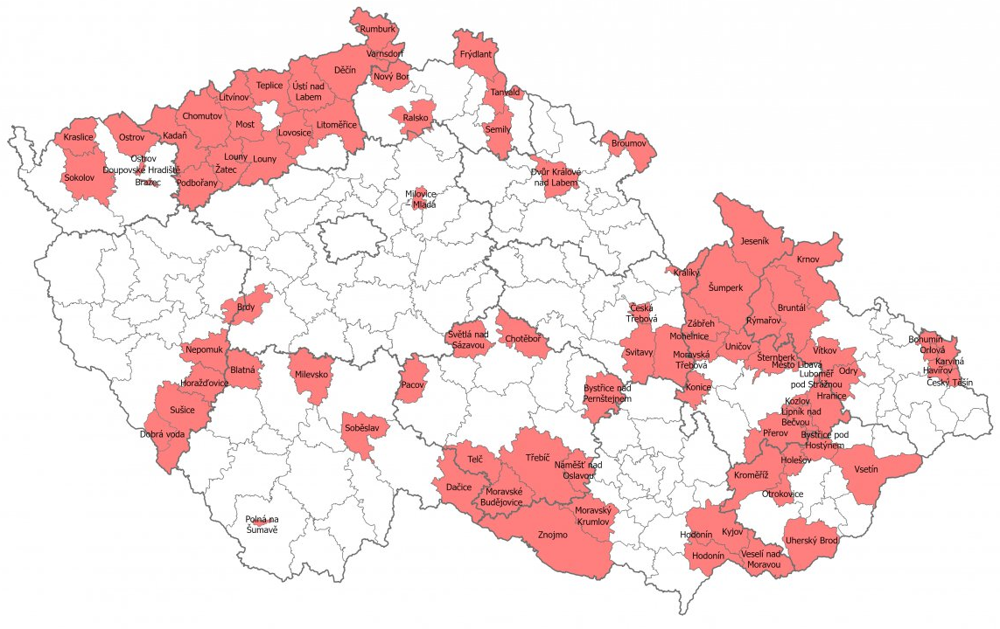 Rumburk
Varnsdorf
Děčín
Nový Bor
Frýdlant
Tanvald
Semily
Ralsko
Teplice
Ústí nad
Labem
Litvínov
Chomutov
Most
Lovosice
Litoměřice
Kraslice
Ostrov
Kadaň
Sokolov
Ostrov
Doupovské Hradiště
Bražec
Louny
Louny
Žatec
Podbořany
Broumov
Dvůr Králové
nad Labem
Milovice
– Mladá
Jeseník
Krnov
Králíky
Šumperk
Bruntál
Rýmařov
Zábřeh
Mohelnice
Česká
Třebová
Svitavy
Moravská
Třebová
Uničov
Šternberk
Město Libavá
Vítkov
Luboměř
pod Strážnou
Odry
Hranice
Kozlov
Lipník nad
Bečvou
Konice
Přerov
Bystřice pod
Hostýnem
Bohumín
Orlová
Karviná
Havířov
Český Těšín
Brdy
Světlá nad
Sázavou
Chotěboř
Nepomuk
Blatná
Milevsko
Pacov
Horažďovice
Sušice
Dobrá voda
Soběslav
Bystřice nad
Pernštejnem
Telč
Třebíč
Náměšť nad
Oslavou
Dačice
Moravské
Budějovice
Moravský
Krumlov
Znojmo
Polná na
Šumavě
Holešov
Kroměříž
Vsetín
Otrokovice
Hodonín
Kyjov
Hodonín
Veselí nad
Moravou
Uherský Brod